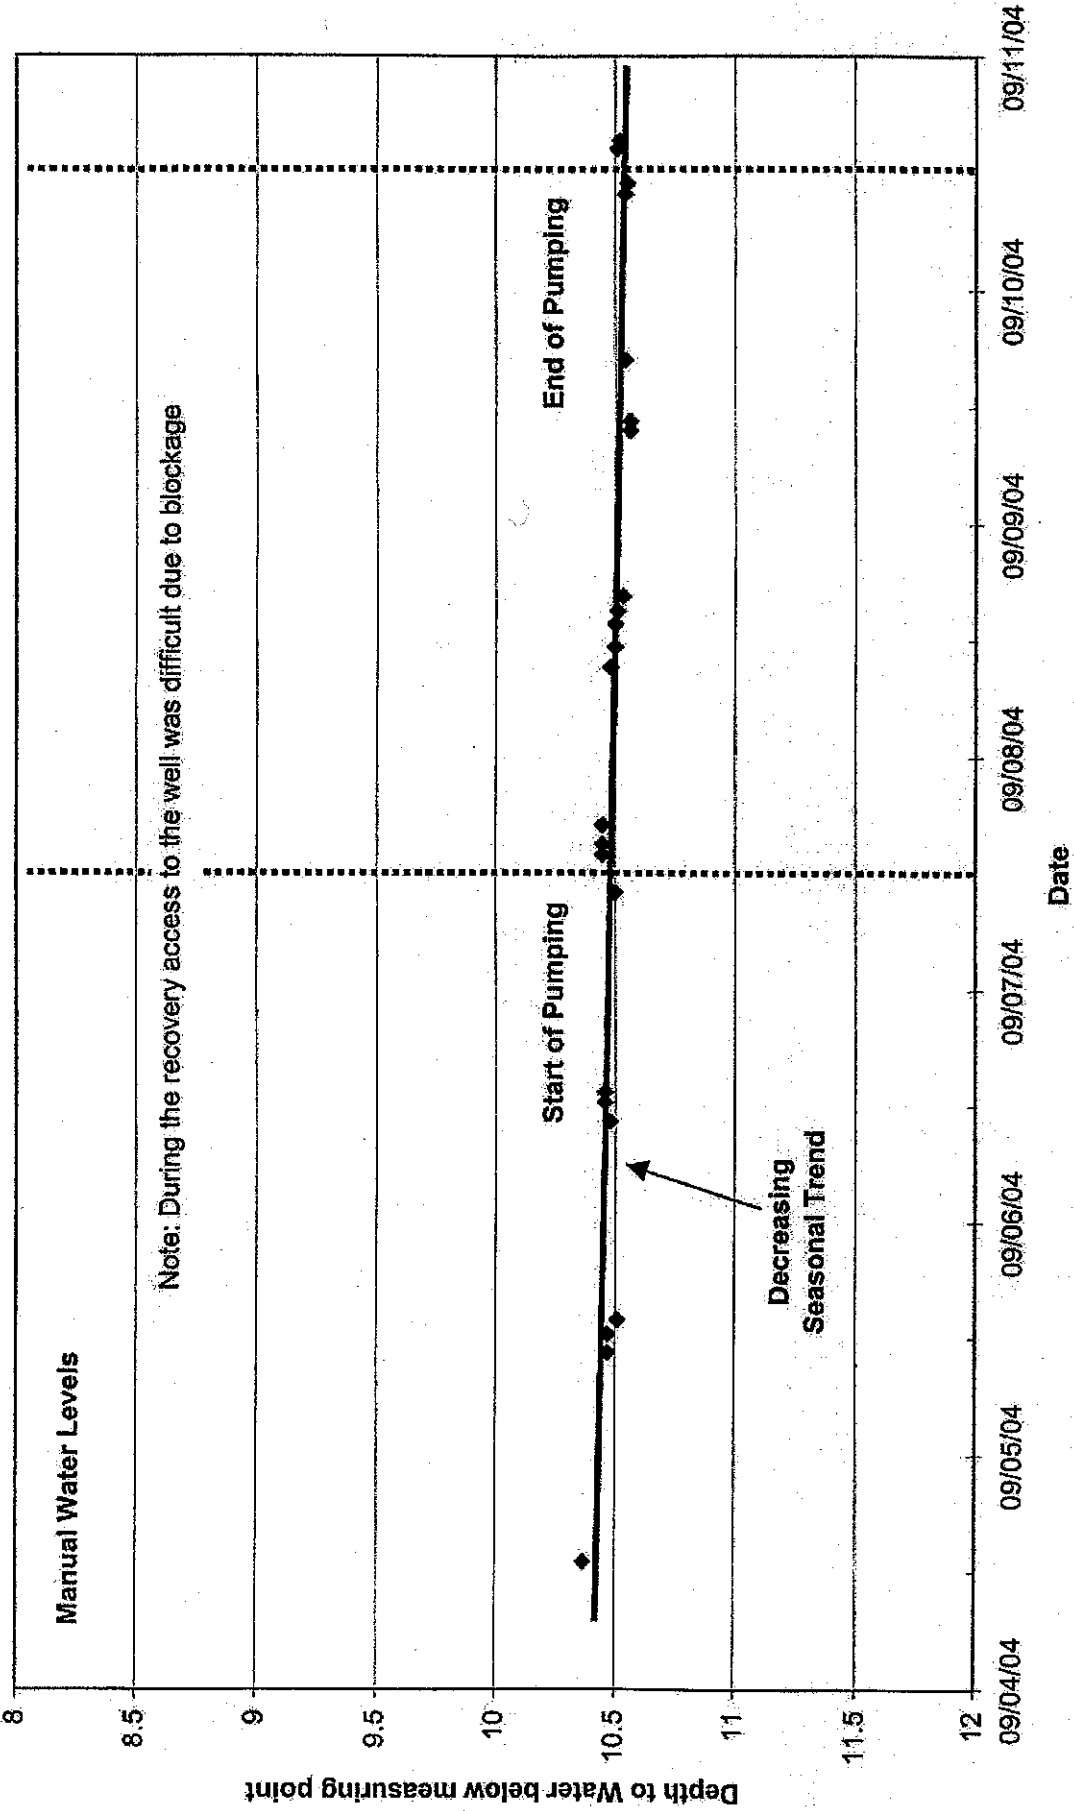 Manual Water Levels
Note: During the recovery access to the well was difficult due to blockage
Start of Pumping
End of Pumping
Decreasing
Seasonal Trend
Depth to Water below measuring point
8
8.5
9
9.5
10
10.5
11
11.5
12
09/04/04
09/05/04
09/06/04
09/07/04
09/08/04
09/09/04
09/10/04
09/11/04
Date